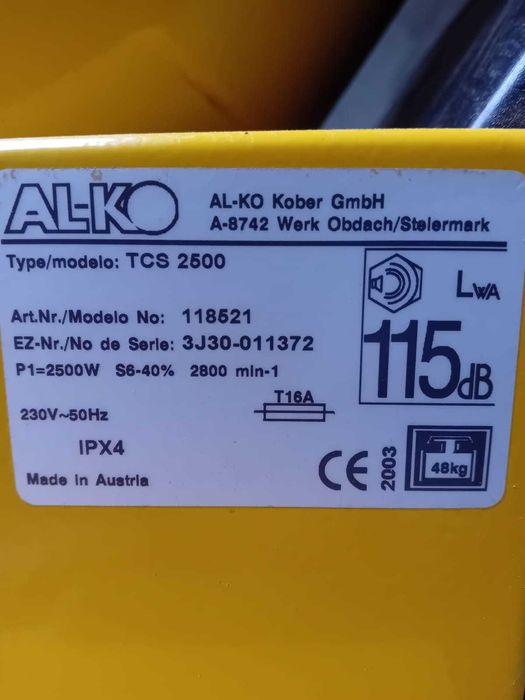 AL-KO
AL-KO Kober GmbH
A-8742 Werk Obdach/Steiermark
Type/modelo: TCS 2500
LWA
Art.Nr./Modelo No: 118521
EZ-Nr./No de Serie: 3J30-011372
115dB
P1=2500W S6-40% 2800 min-1
T16A
230V~50Hz
IPX4
CE 2003
48kg
Made in Austria